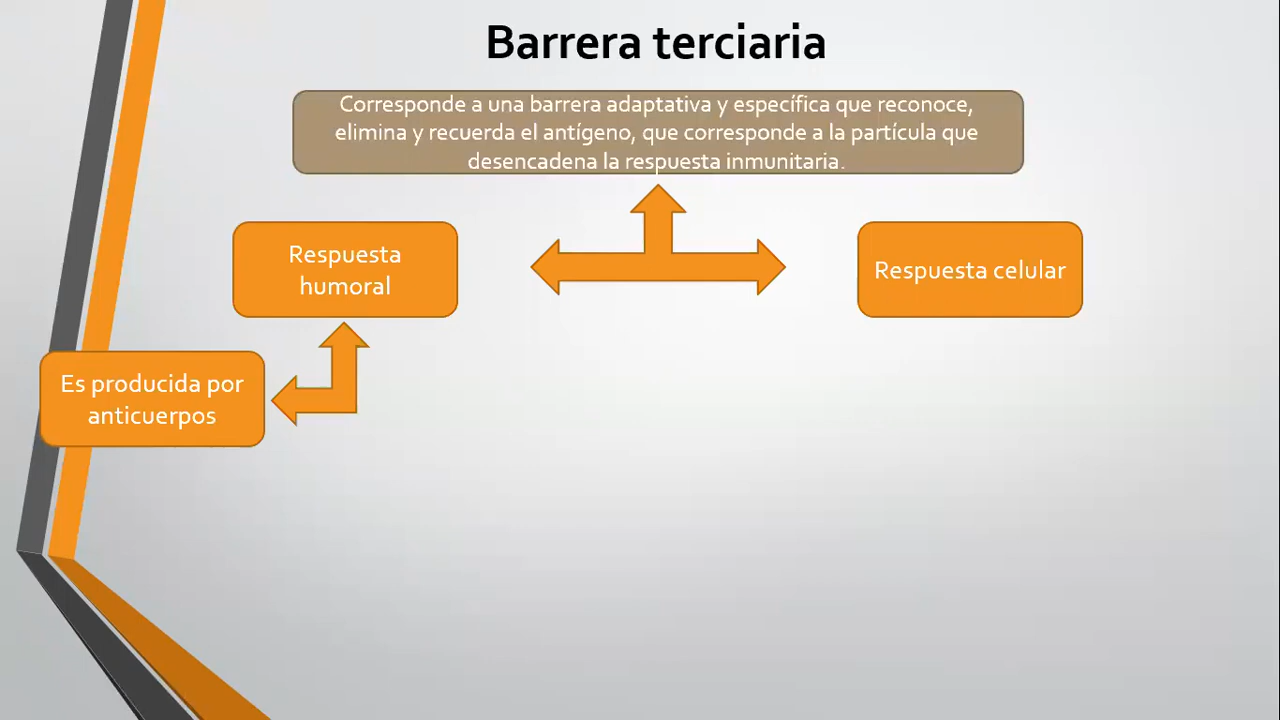 Barrera terciaria
Corresponde a una barrera adaptativa y específica que reconoce,
elimina y recuerda el antígeno, que corresponde a la partícula que
desencadena la respuesta inmunitaria.
Respuesta
humoral
Respuesta celular
Es producida por
anticuerpos